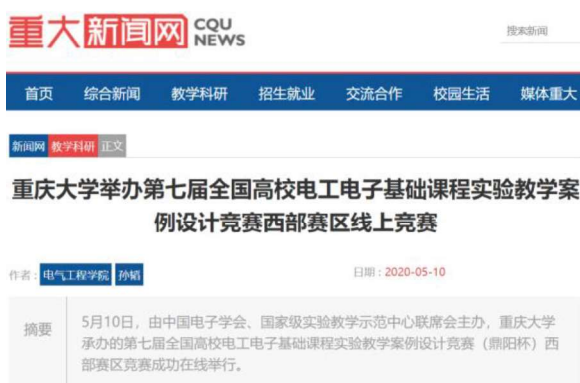 重大新闻网 CQU
NEWS
搜索新闻
首页 综合新闻 教学科研 招生就业 交流合作 校园生活 媒体重大
新闻网 教学科研 正文
重庆大学举办第七届全国高校电工电子基础课程实验教学案
例设计竞赛西部赛区线上竞赛
作者：电气工程学院 孙韬 日期：2020-05-10
摘要
5月10日，由中国电子学会、国家级实验教学示范中心联席会主办，重庆大学
承办的第七届全国高校电工电子基础课程实验教学案例设计竞赛（鼎阳杯）西
部赛区竞赛成功在线举行。